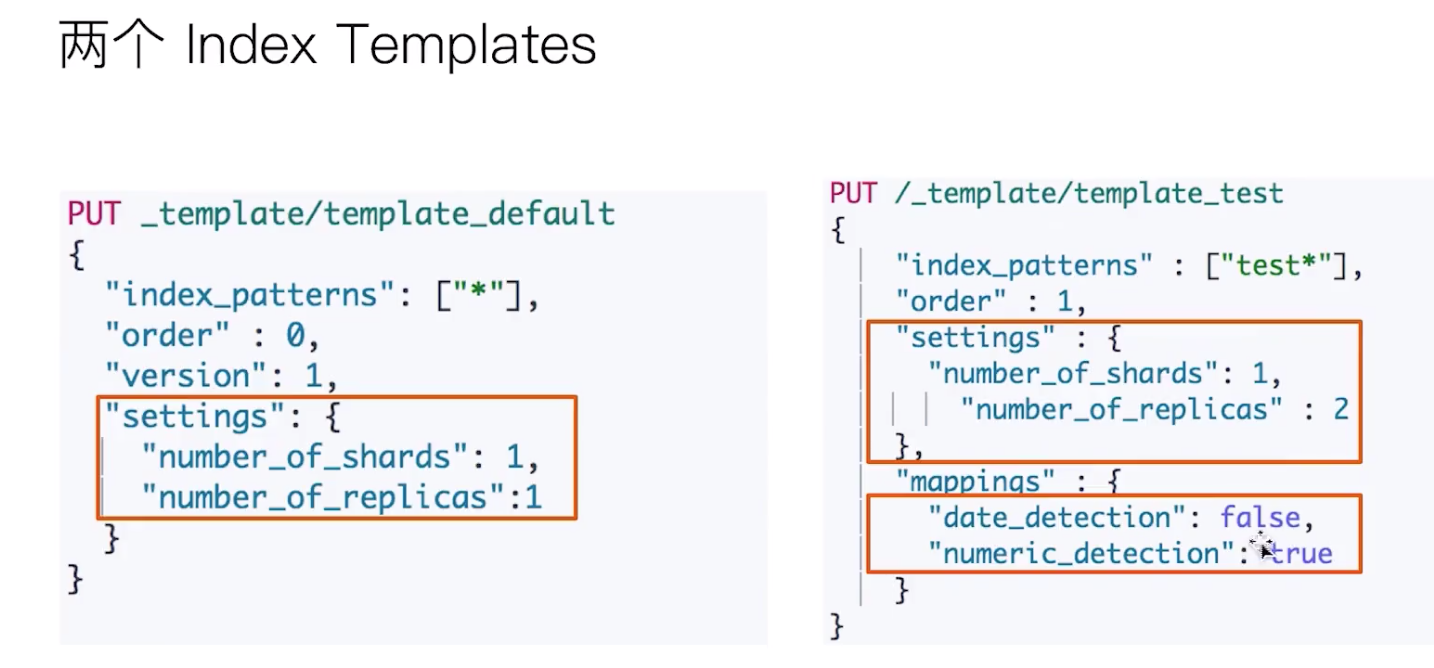 两个 Index Templates
PUT _template/template_default
{
"index_patterns": ["*"],
"order" : 0,
"version": 1,
"settings": {
"number_of_shards": 1,
"number_of_replicas":1
}
}
PUT /_template/template_test
{
"index_patterns" : ["test*"],
"order" : 1,
"settings" : {
"number_of_shards": 1,
"number_of_replicas" : 2
},
"mappings" : {
"date_detection": false,
"numeric_detection": true
}
}